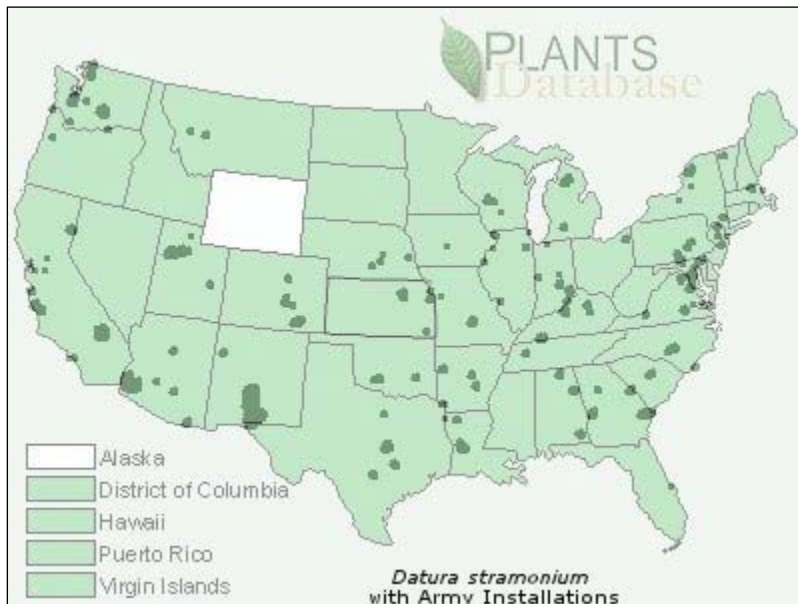 PLANTS
Database
Alaska
District of Columbia
Hawaii
Puerto Rico
Virgin Islands
Datura stramonium
with Army Installations